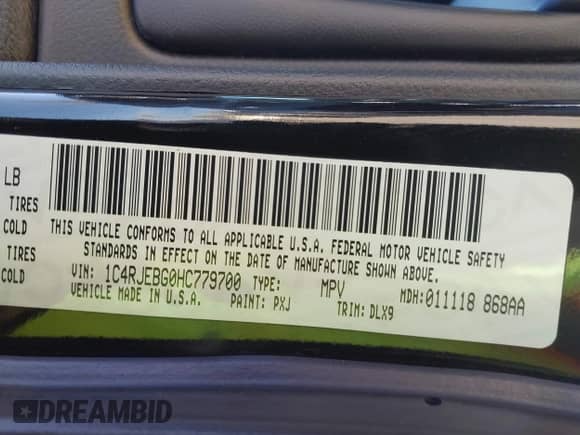 LB
TIRES
COLD
TIRES
COLD
THIS VEHICLE CONFORMS TO ALL APPLICABLE U.S.A. FEDERAL MOTOR VEHICLE SAFETY
STANDARDS IN EFFECT ON THE DATE OF MANUFACTURE SHOWN ABOVE.
VIN: 1C4RJEBG0HC779700 TYPE: MPV MDH:011118 868AA
VEHICLE MADE IN U.S.A. PAINT: PXJ TRIM: DLX9
DREAMBID